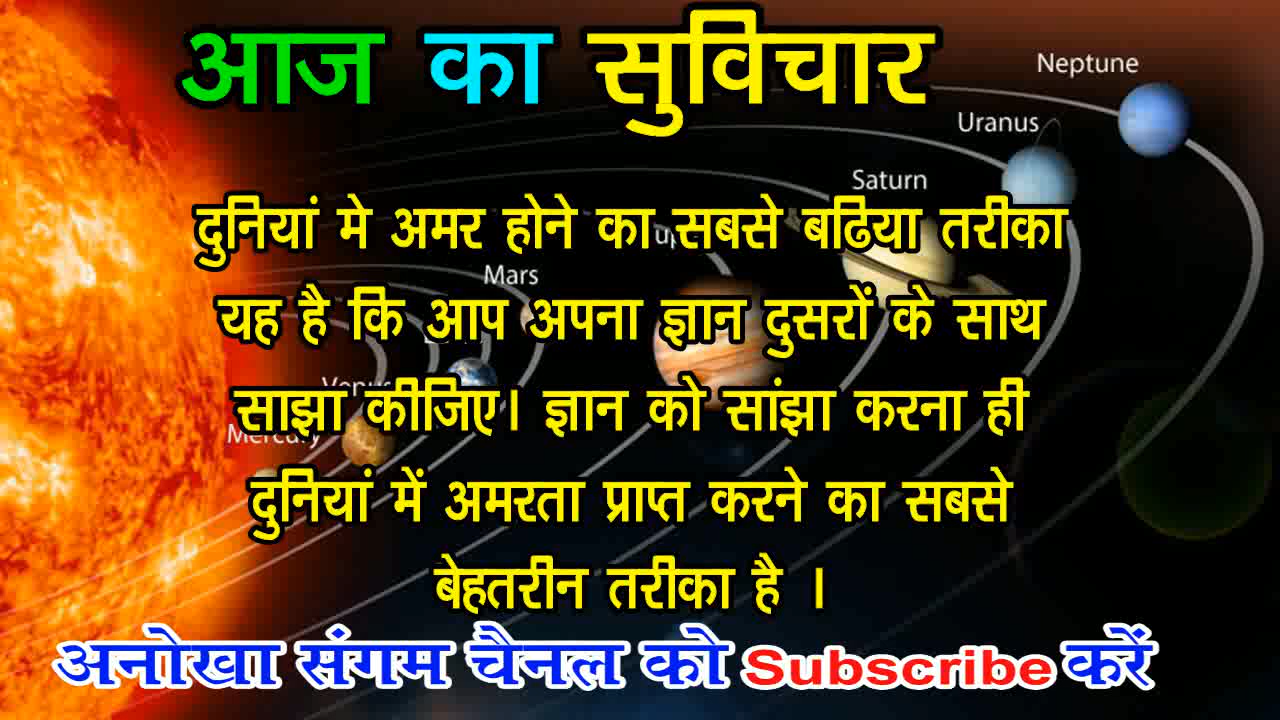 आज का सुविचार
Neptune
Uranus
Saturn
दुनियां मे अमर होने का सबसे बढिया तरीका
Mars
यह है कि आप अपना ज्ञान दुसरों के साथ
Venus
साझा कीजिए। ज्ञान को सांझा करना ही
Mercury
दुनियां में अमरता प्राप्त करने का सबसे
बेहतरीन तरीका है ।
अनोखा संगम चैनल को Subscribe करें